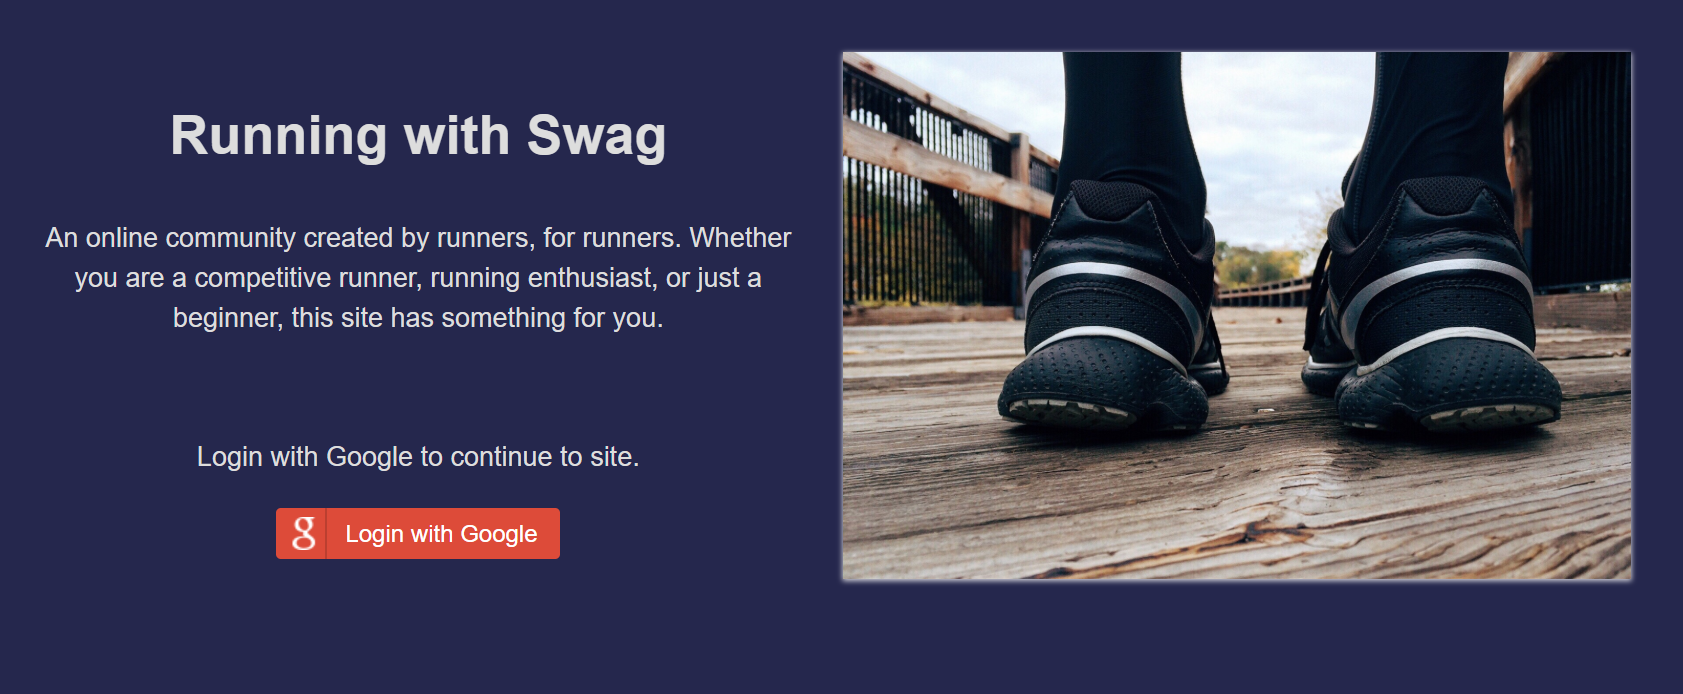 Running with Swag
An online community created by runners, for runners. Whether
you are a competitive runner, running enthusiast, or just a
beginner, this site has something for you.
Login with Google to continue to site.
g Login with Google